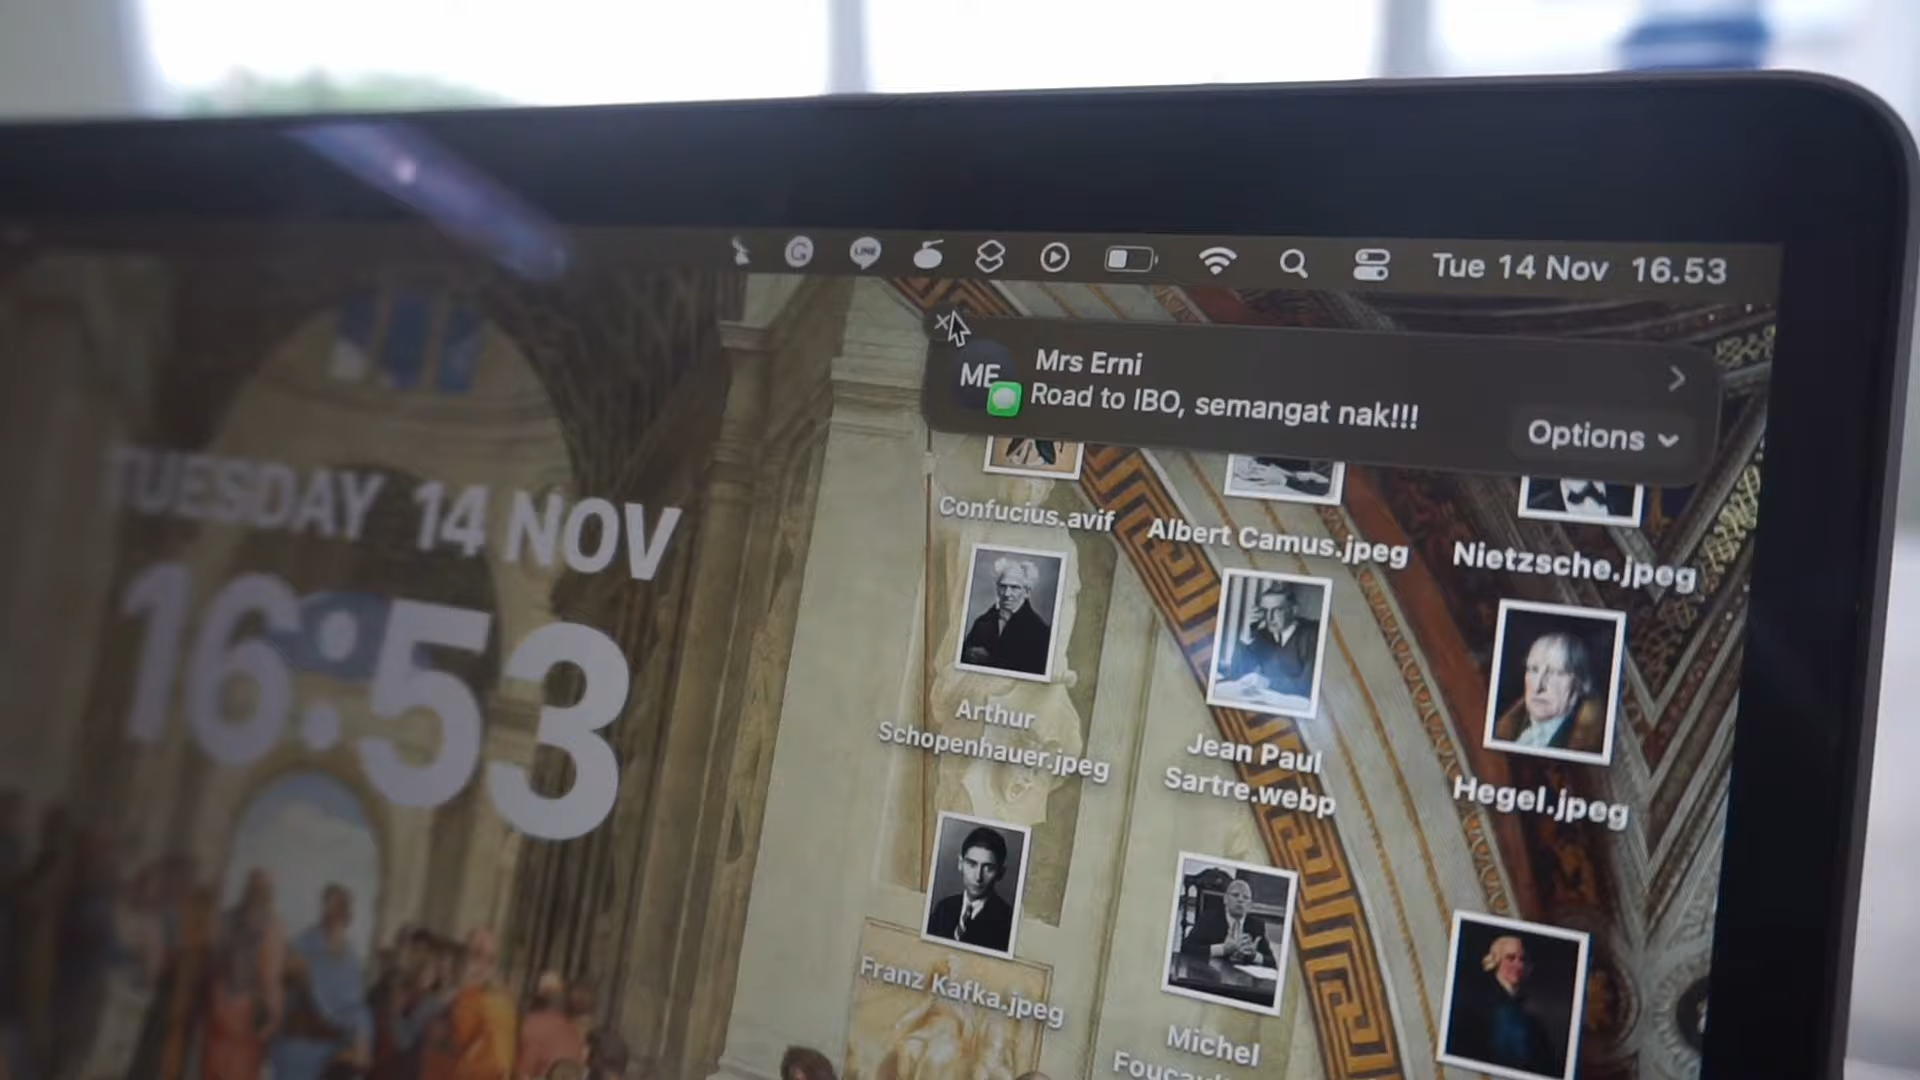 LINE
Tue 14 Nov 16.53
ME
Mrs Erni
Road to IBO, semangat nak!!!
Options
TUESDAY 14 NOV
16:53
Confucius.avif
Albert Camus.jpeg
Nietzsche.jpeg
Arthur
Schopenhauer.jpeg
Jean Paul
Sartre.webp
Hegel.jpeg
Franz Kafka.jpeg
Michel